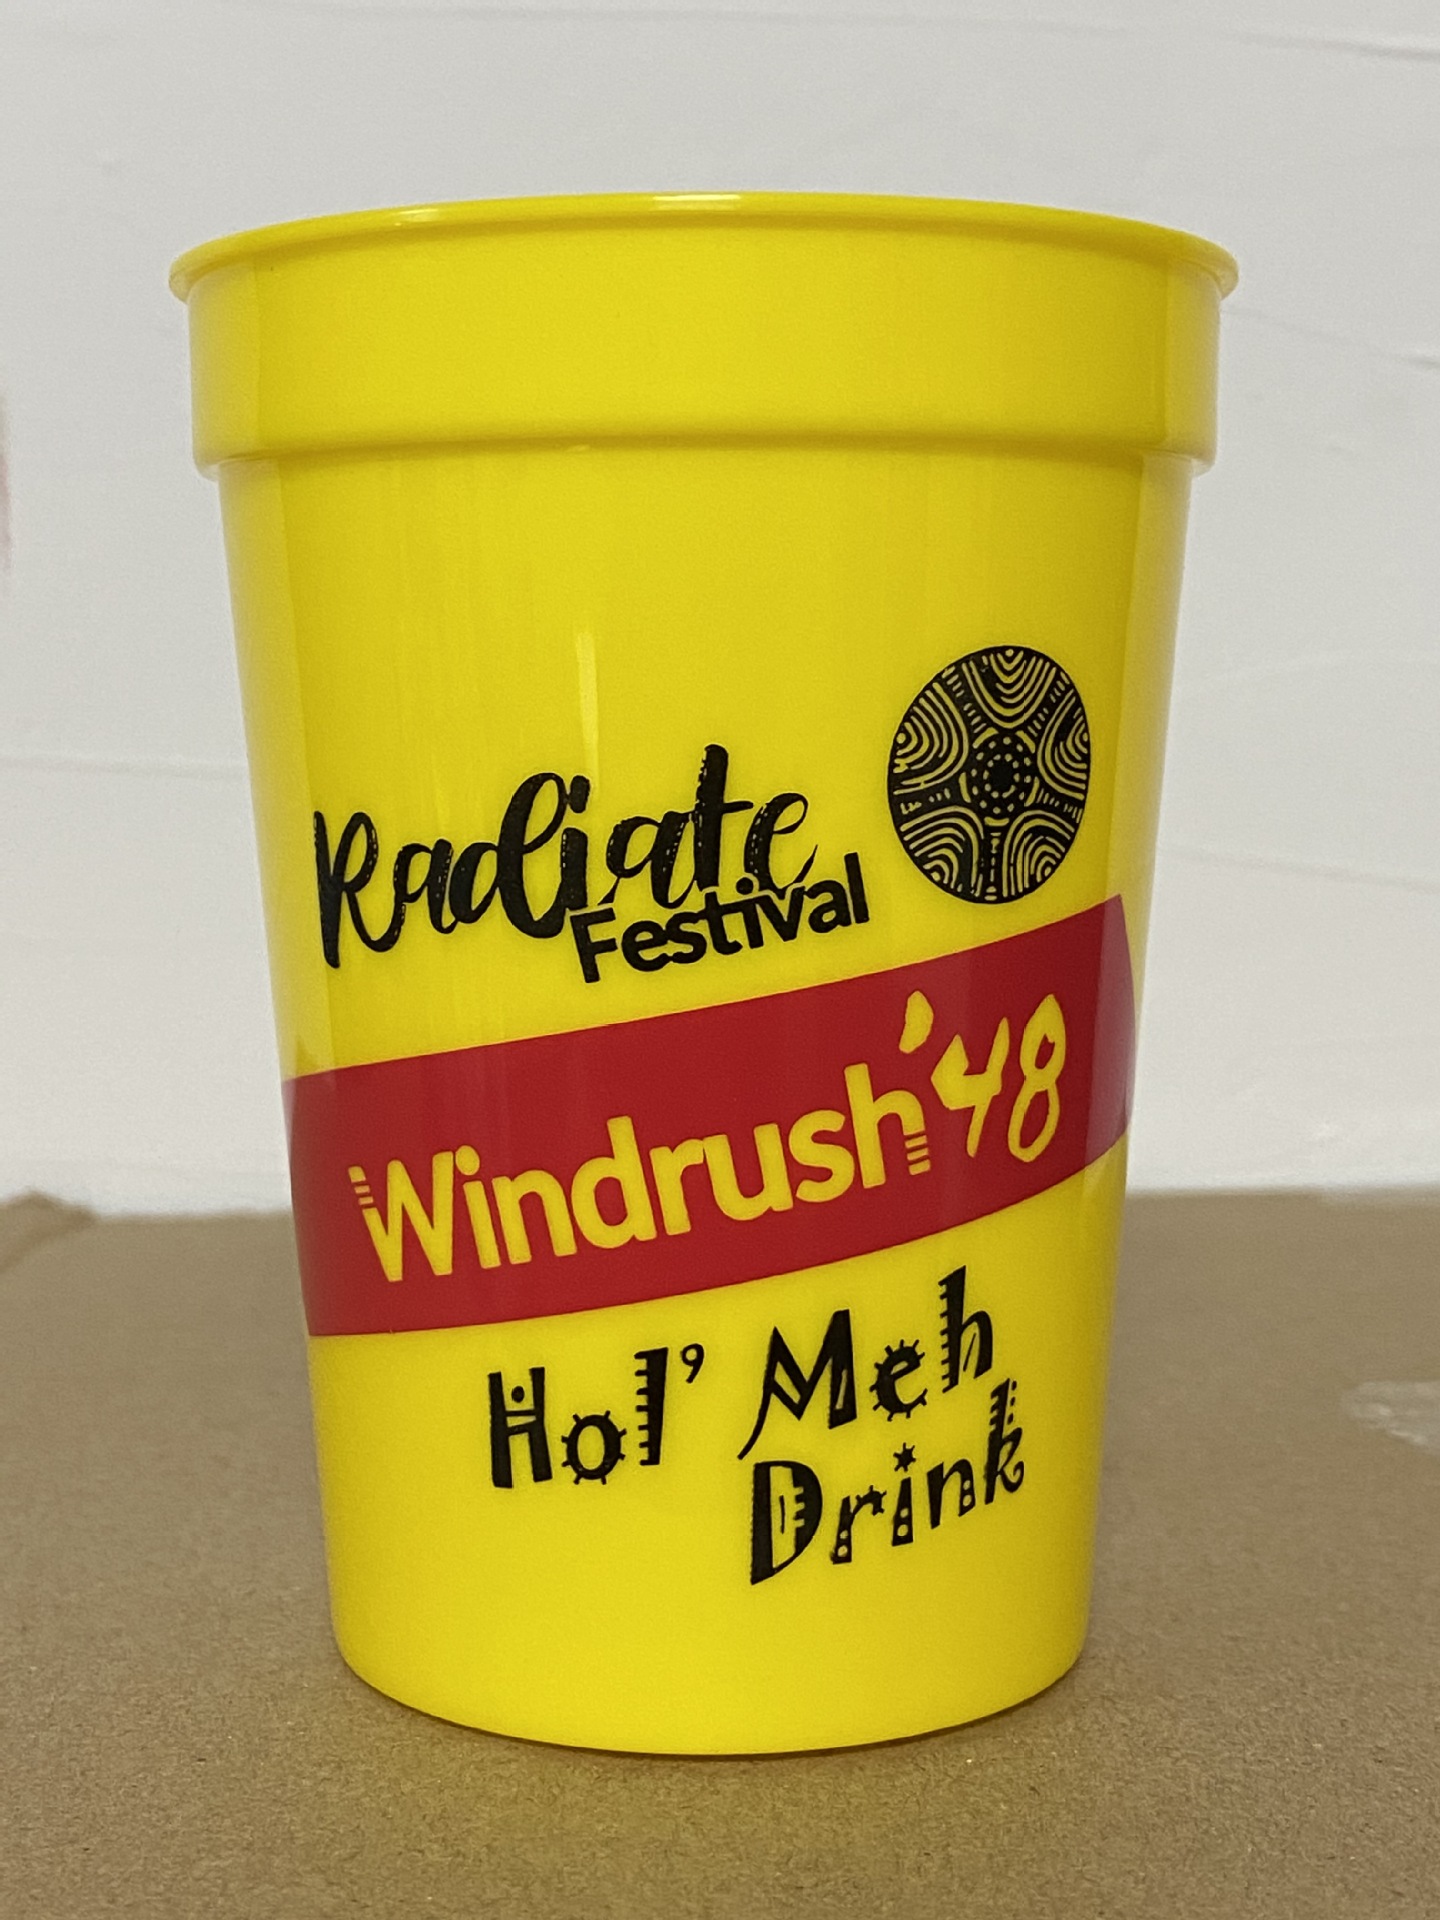 Radiate
Festival
Windrush '48
Hol' Meh
Drink